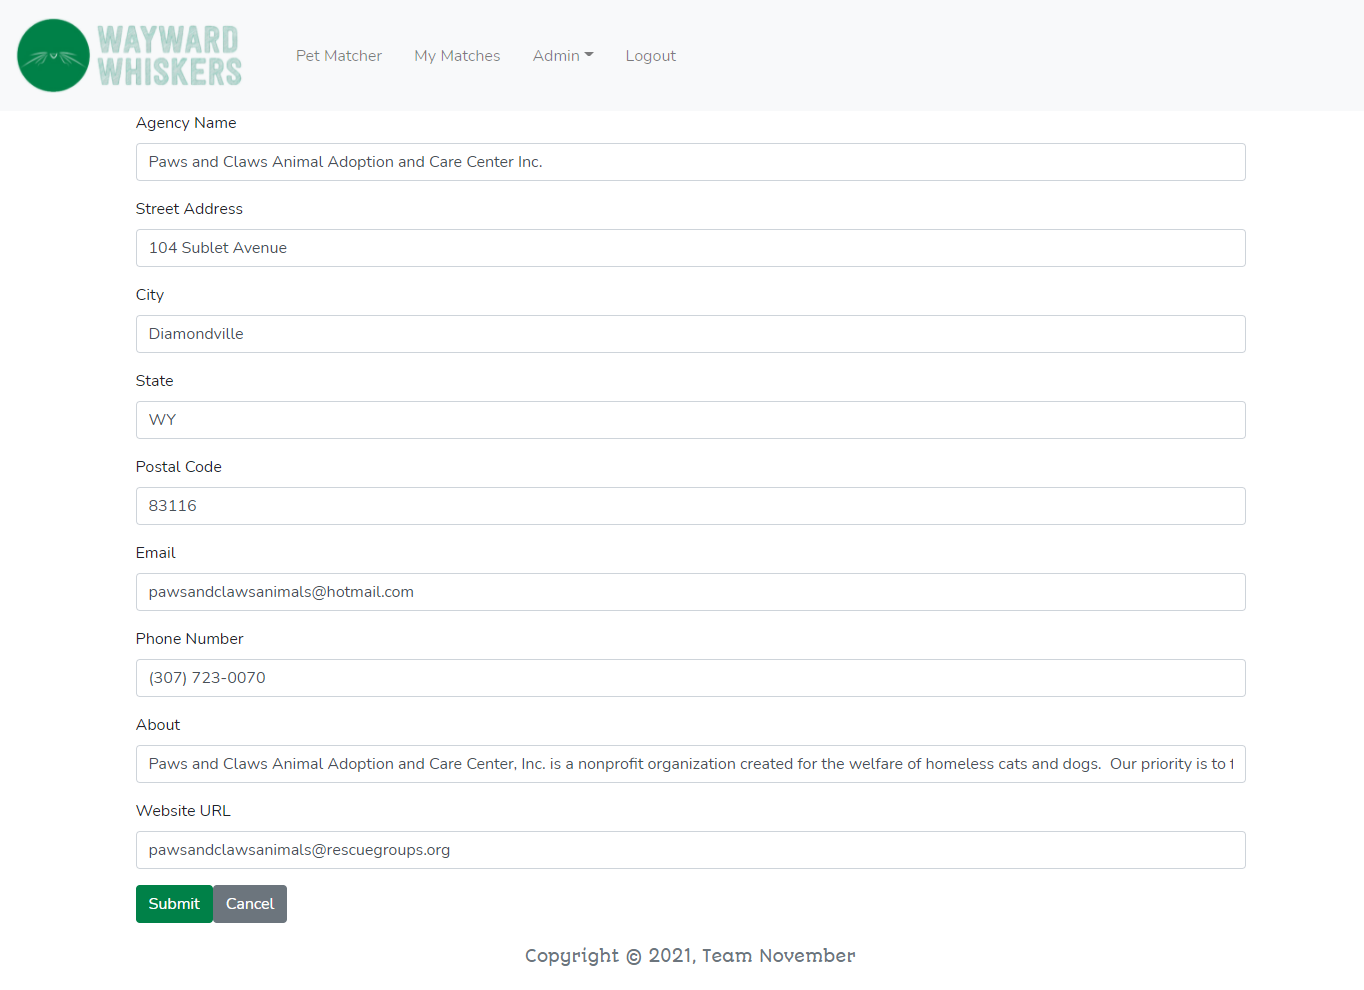 WAYWARD
WHISKERS
Pet Matcher My Matches Admin Logout
Agency Name
Paws and Claws Animal Adoption and Care Center Inc.
Street Address
104 Sublet Avenue
City
Diamondville
State
WY
Postal Code
83116
Email
pawsandclawsanimals@hotmail.com
Phone Number
(307) 723-0070
About
Paws and Claws Animal Adoption and Care Center, Inc. is a nonprofit organization created for the welfare of homeless cats and dogs.  Our priority is to
Website URL
pawsandclawsanimals@rescuegroups.org
Submit Cancel
Copyright © 2021, Team November